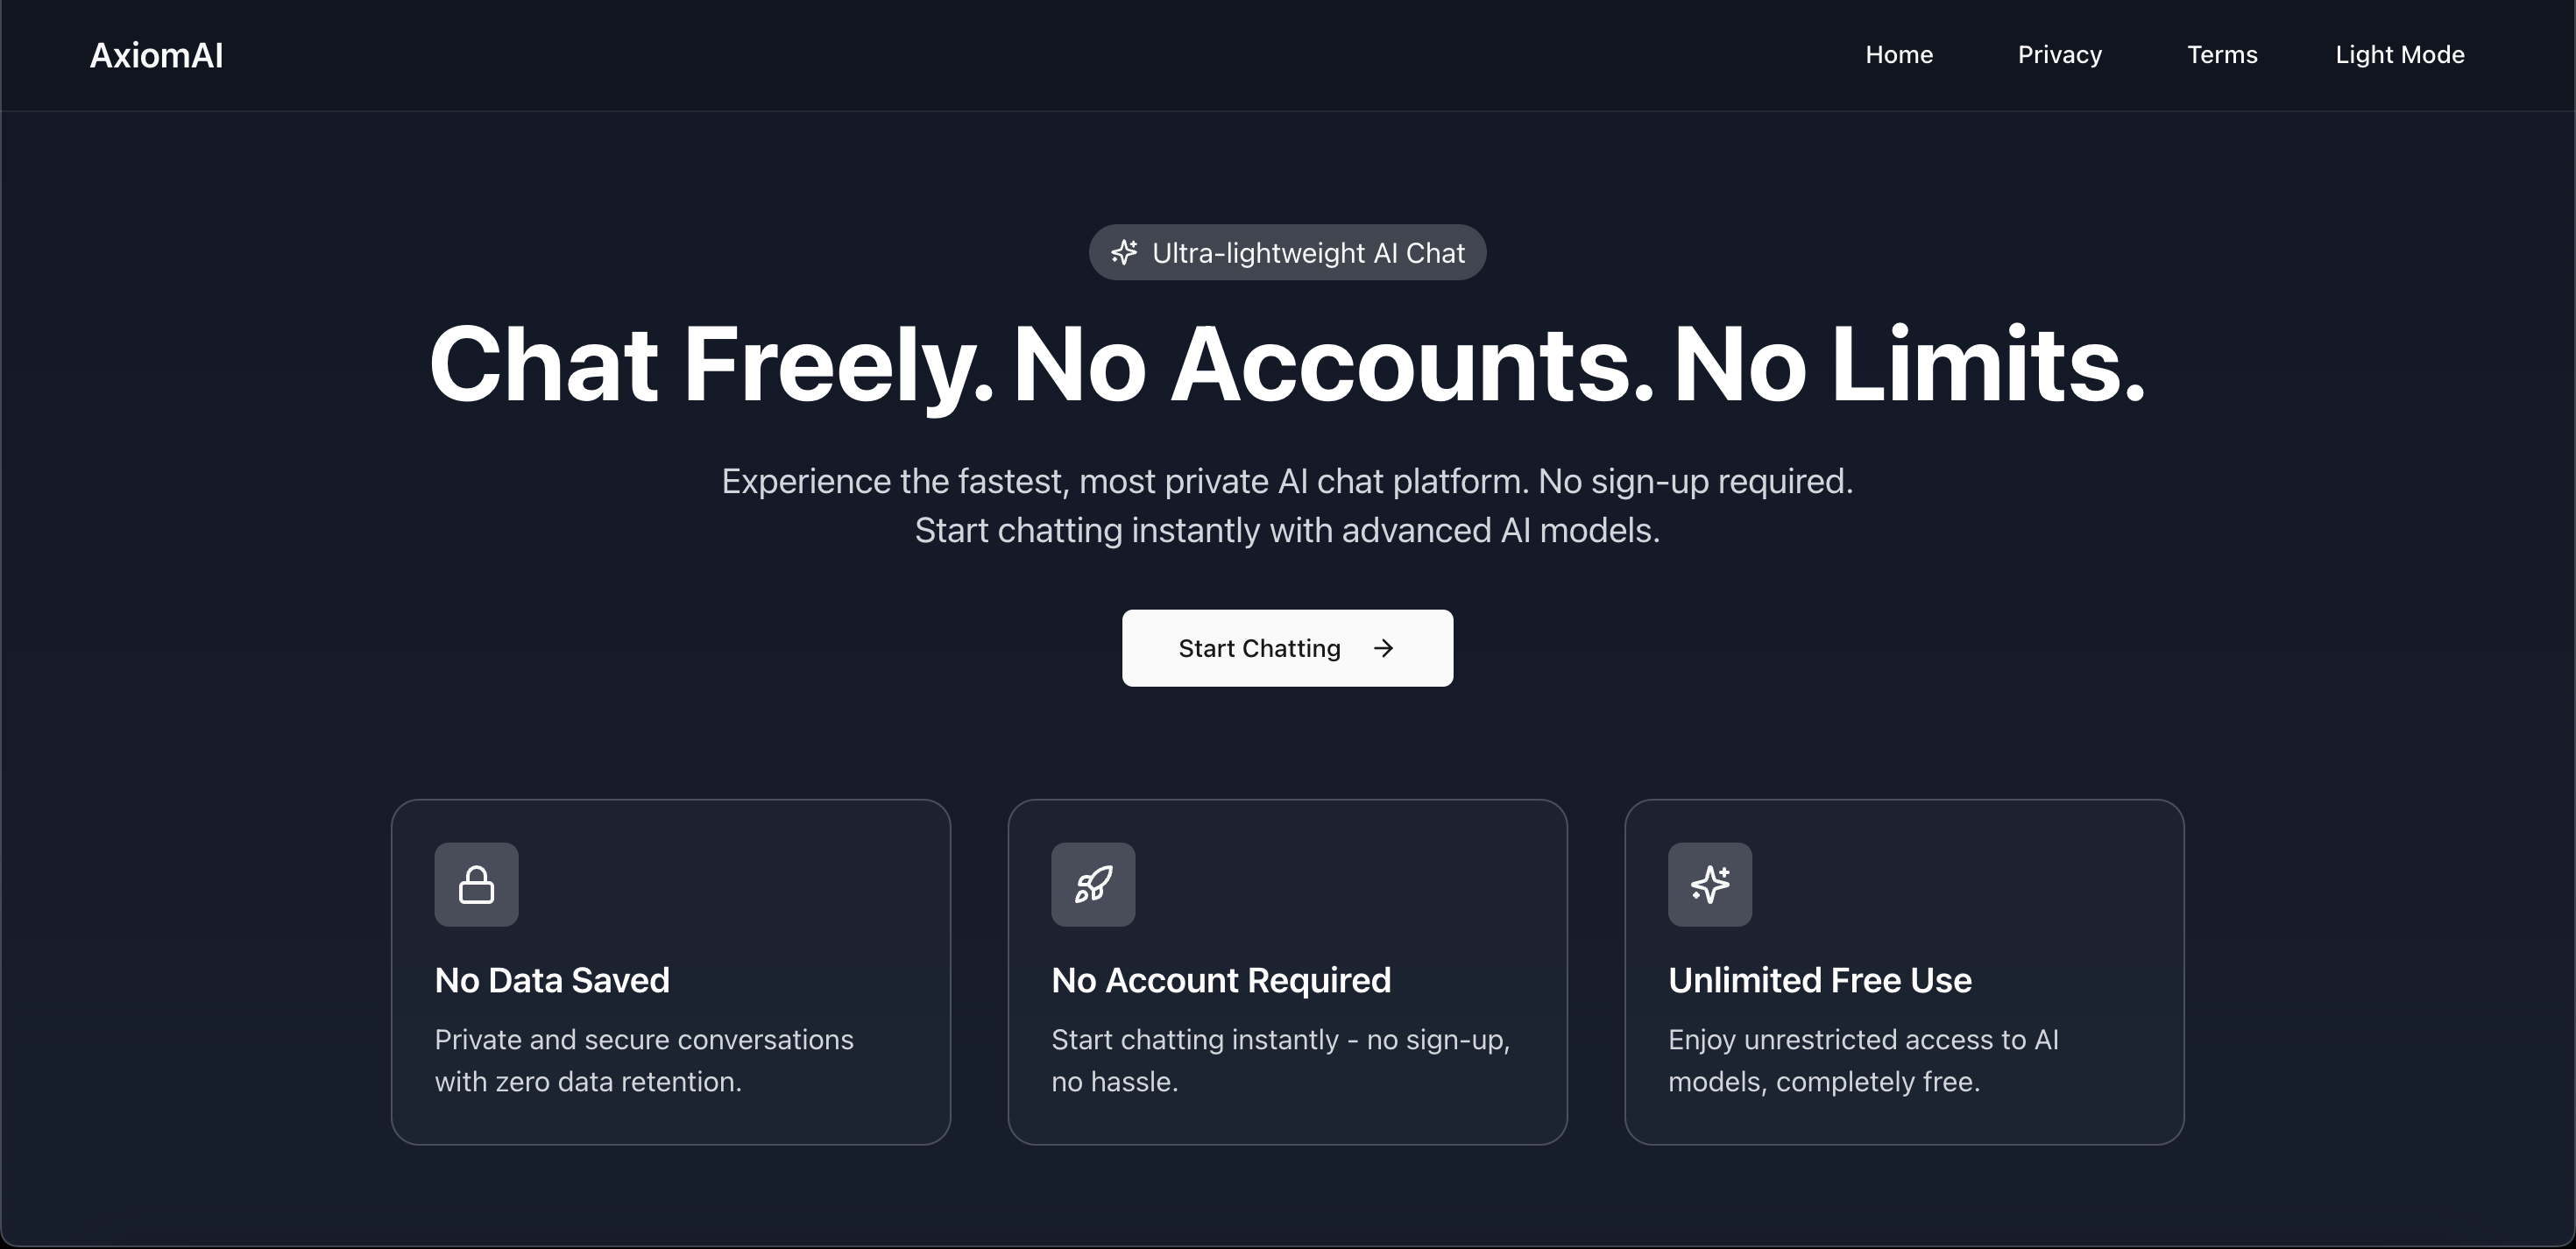 AxiomAI
Home
Privacy
Terms
Light Mode
Ultra-lightweight AI Chat
Chat Freely. No Accounts. No Limits.
Experience the fastest, most private AI chat platform. No sign-up required.
Start chatting instantly with advanced AI models.
Start Chatting
No Data Saved
Private and secure conversations
with zero data retention.
No Account Required
Start chatting instantly - no sign-up,
no hassle.
Unlimited Free Use
Enjoy unrestricted access to AI
models, completely free.